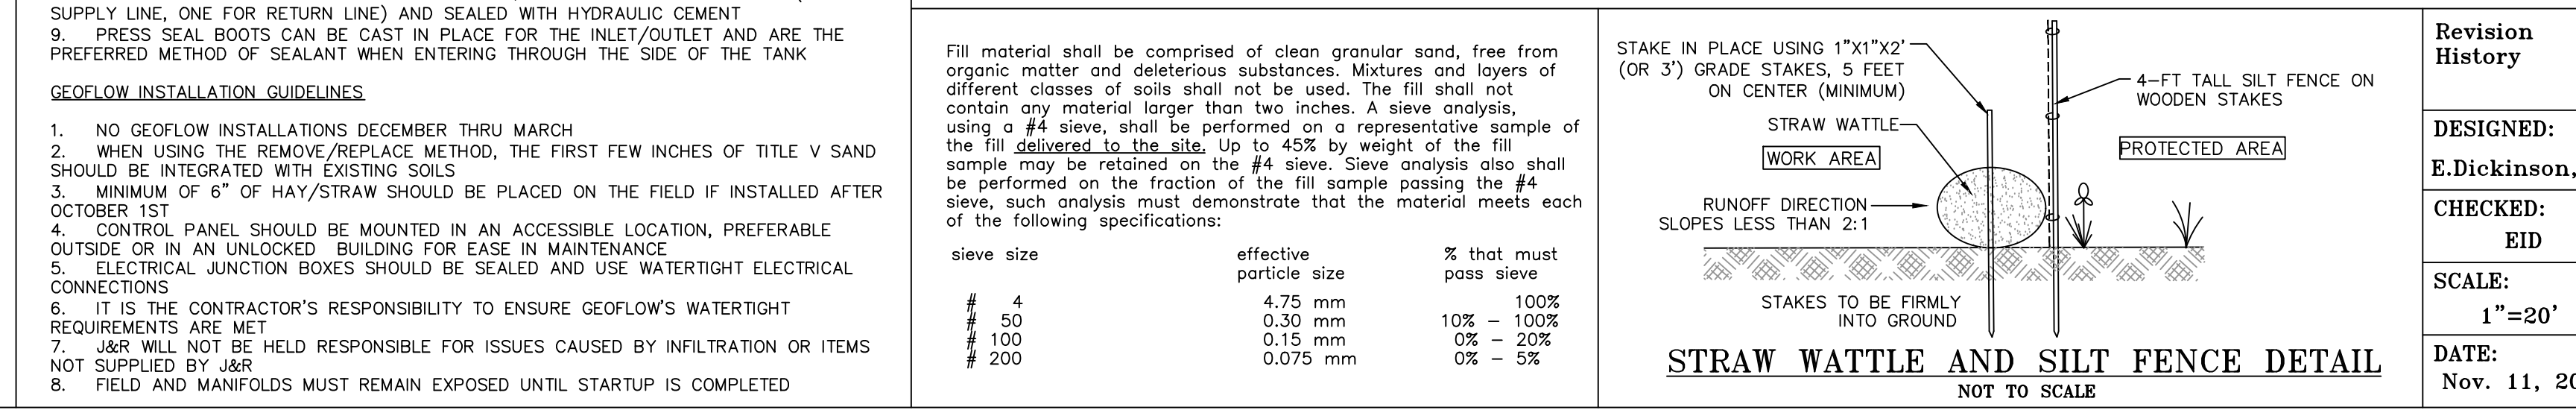 SUPPLY LINE, ONE FOR RETURN LINE) AND SEALED WITH HYDRAULIC CEMENT
9. PRESS SEAL BOOTS CAN BE CAST IN PLACE FOR THE INLET/OUTLET AND ARE THE
PREFERRED METHOD OF SEALANT WHEN ENTERING THROUGH THE SIDE OF THE TANK
GEOFLOW INSTALLATION GUIDELINES
1. NO GEOFLOW INSTALLATIONS DECEMBER THRU MARCH
2. WHEN USING THE REMOVE/REPLACE METHOD, THE FIRST FEW INCHES OF TITLE V SAND
SHOULD BE INTEGRATED WITH EXISTING SOILS
3. MINIMUM OF 6" OF HAY/STRAW SHOULD BE PLACED ON THE FIELD IF INSTALLED AFTER
OCTOBER 1ST
4. CONTROL PANEL SHOULD BE MOUNTED IN AN ACCESSIBLE LOCATION, PREFERABLE
OUTSIDE OR IN AN UNLOCKED BUILDING FOR EASE IN MAINTENANCE
5. ELECTRICAL JUNCTION BOXES SHOULD BE SEALED AND USE WATERTIGHT ELECTRICAL
CONNECTIONS
6. IT IS THE CONTRACTOR'S RESPONSIBILITY TO ENSURE GEOFLOW'S WATERTIGHT
REQUIREMENTS ARE MET
7. J&R WILL NOT BE HELD RESPONSIBLE FOR ISSUES CAUSED BY INFILTRATION OR ITEMS
NOT SUPPLIED BY J&R
8. FIELD AND MANIFOLDS MUST REMAIN EXPOSED UNTIL STARTUP IS COMPLETED
Fill material shall be comprised of clean granular sand, free from
organic matter and deleterious substances. Mixtures and layers of
different classes of soils shall not be used. The fill shall not
contain any material larger than two inches. A sieve analysis,
using a #4 sieve, shall be performed on a representative sample of
the fill delivered to the site. Up to 45% by weight of the fill
sample may be retained on the #4 sieve. Sieve analysis also shall
be performed on the fraction of the fill sample passing the #4
sieve, such analysis must demonstrate that the material meets each
of the following specifications:
sieve size effective % that must
particle size pass sieve
# 4 4.75 mm 100%
# 50 0.30 mm 10% – 100%
# 100 0.15 mm 0% – 20%
# 200 0.075 mm 0% – 5%
STAKE IN PLACE USING 1"X1"X2'
(OR 3') GRADE STAKES, 5 FEET
ON CENTER (MINIMUM)
STRAW WATTLE
WORK AREA
RUNOFF DIRECTION
SLOPES LESS THAN 2:1
4-FT TALL SILT FENCE ON
WOODEN STAKES
PROTECTED AREA
STAKES TO BE FIRMLY
INTO GROUND
STRAW WATTLE AND SILT FENCE DETAIL
NOT TO SCALE
Revision
History
DESIGNED:
E.Dickinson,
CHECKED:
EID
SCALE:
1"=20'
DATE:
Nov. 11, 20